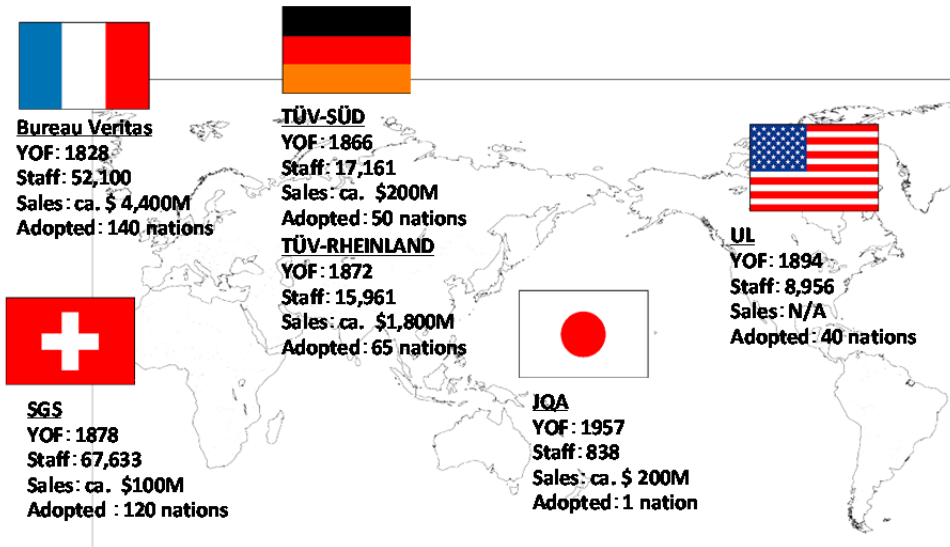 Bureau Veritas
YOF: 1828
Staff: 52,100
Sales: ca. $ 4,400M
Adopted: 140 nations
TÜV-SÜD
YOF: 1866
Staff: 17,161
Sales: ca. $200M
Adopted: 50 nations
TÜV-RHEINLAND
YOF: 1872
Staff: 15,961
Sales: ca. $1,800M
Adopted: 65 nations
UL
YOF: 1894
Staff: 8,956
Sales: N/A
Adopted: 40 nations
SGS
YOF: 1878
Staff: 67,633
Sales: ca. $100M
Adopted : 120 nations
JQA
YOF: 1957
Staff: 838
Sales: ca. $ 200M
Adopted: 1 nation